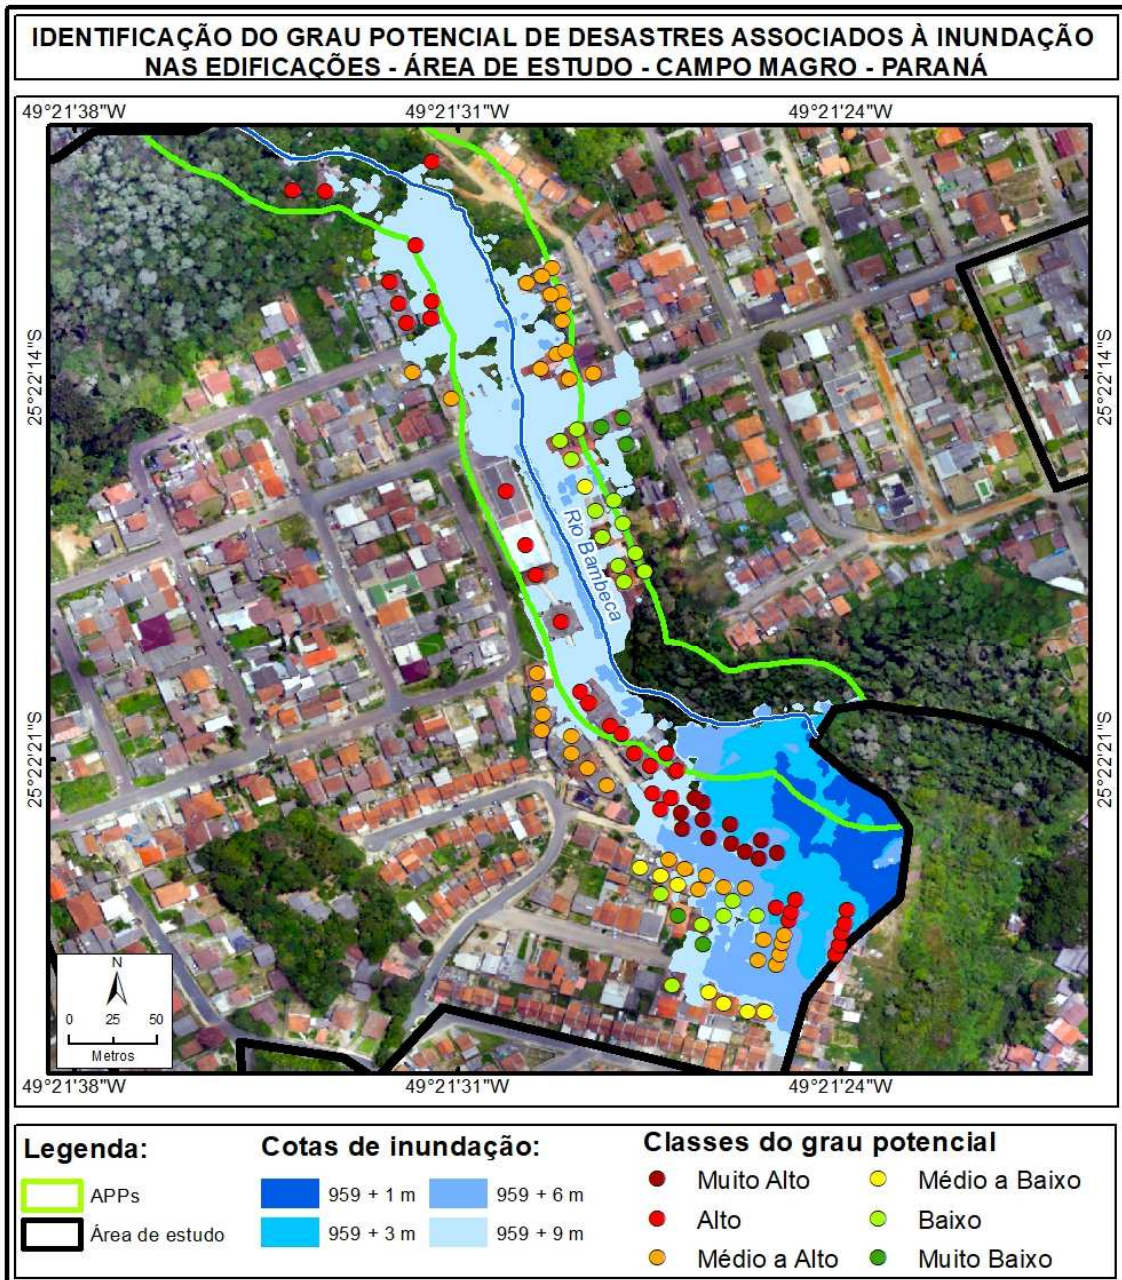 IDENTIFICAÇÃO DO GRAU POTENCIAL DE DESASTRES ASSOCIADOS À INUNDAÇÃO
NAS EDIFICAÇÕES - ÁREA DE ESTUDO - CAMPO MAGRO - PARANÁ
49°21'38"W 49°21'31"W 49°21'24"W
25°22'14"S 25°22'14"S
Rio Bambeca
25°22'21"S 25°22'21"S
N
0 25 50
Metros
49°21'38"W 49°21'31"W 49°21'24"W
Legenda:
APPs
Área de estudo
Cotas de inundação:
959 + 1 m 959 + 6 m
959 + 3 m 959 + 9 m
Classes do grau potencial
Muito Alto Médio a Baixo
Alto Baixo
Médio a Alto Muito Baixo